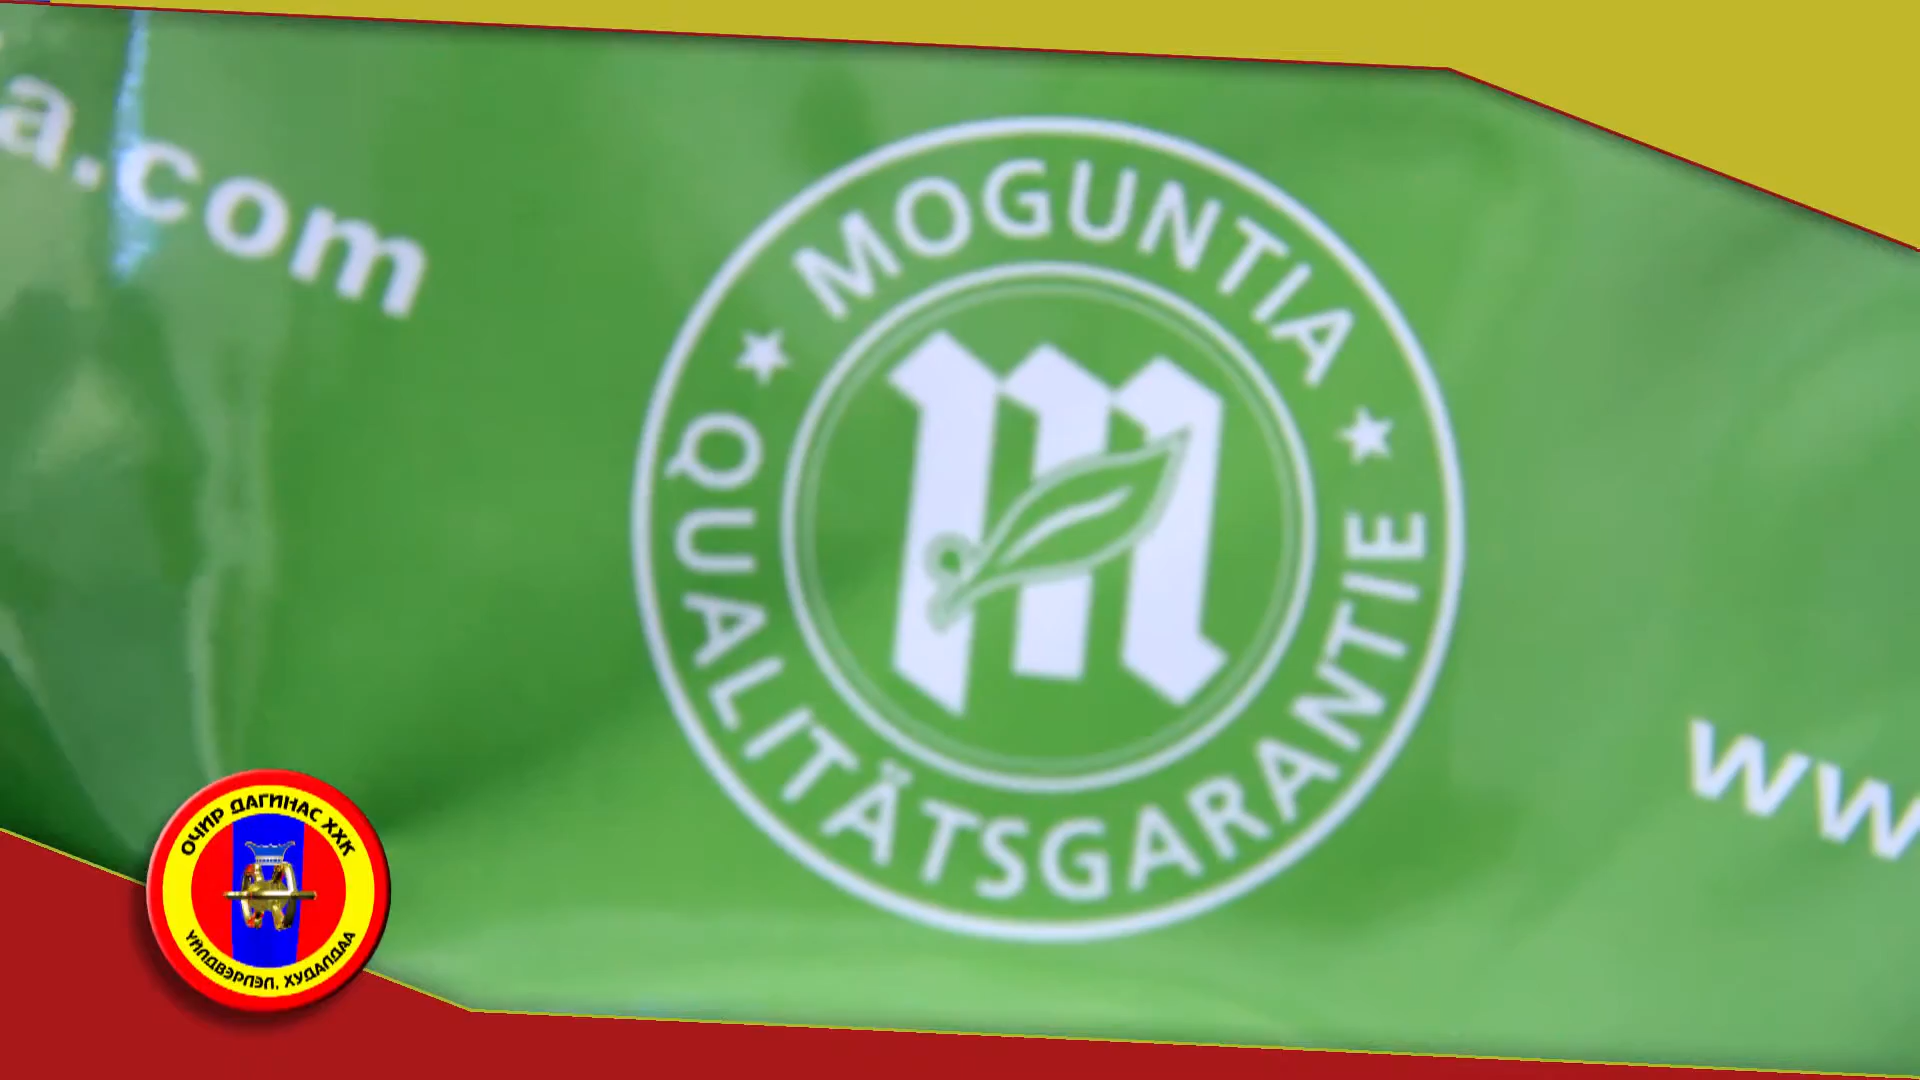 a.com
MOGUNTIA
QUALITÄTSGARANTIE
ww
ОЧИР ДАГИНАС ХХК
ҮЙЛДВЭРЛЭЛ, ХУДАЛДАА